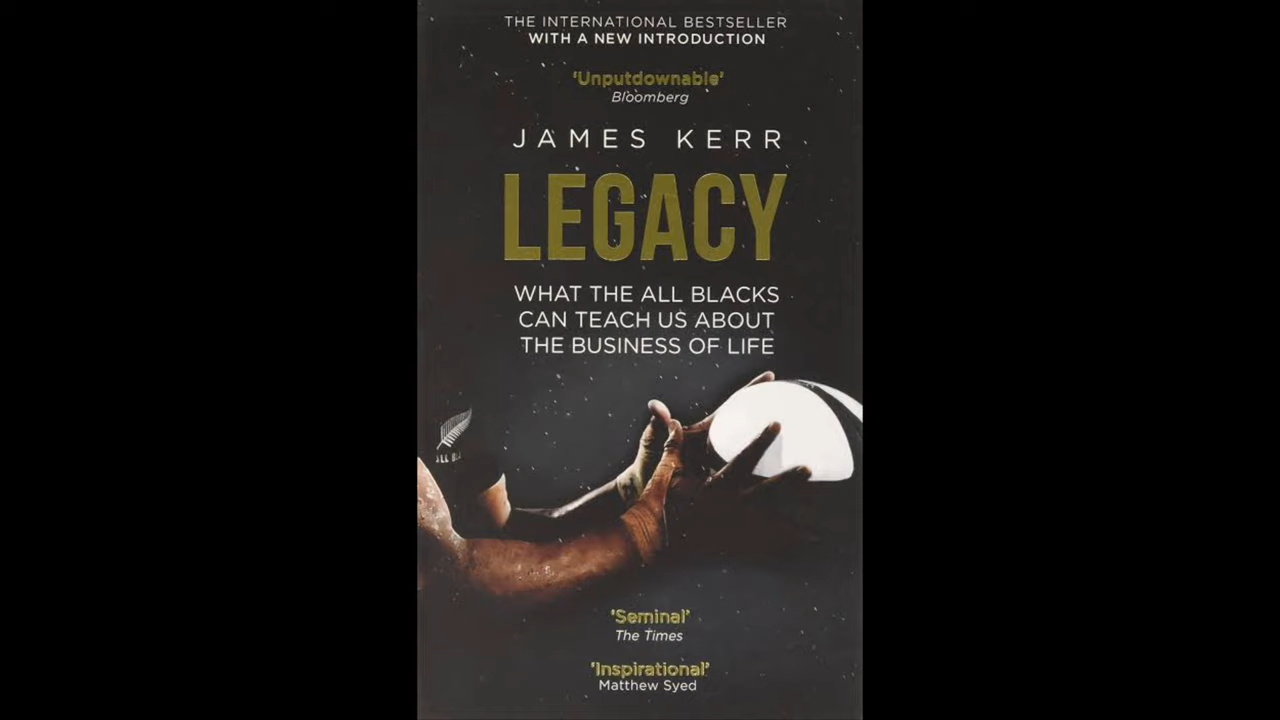 THE INTERNATIONAL BESTSELLER
WITH A NEW INTRODUCTION
'Unputdownable'
Bloomberg
JAMES KERR
LEGACY
WHAT THE ALL BLACKS
CAN TEACH US ABOUT
THE BUSINESS OF LIFE
'Seminal'
The Times
'Inspirational'
Matthew Syed